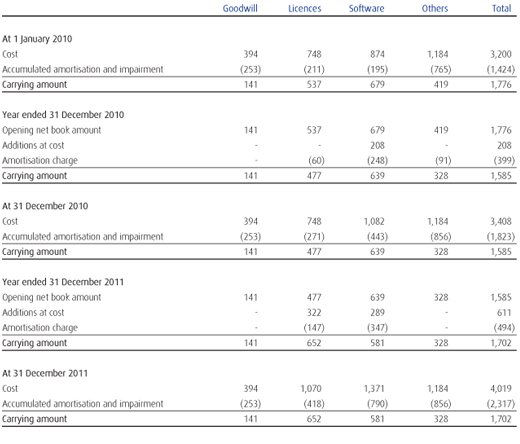 Goodwill Licences Software Others Total
At 1 January 2010
Cost 394 748 874 1,184 3,200
Accumulated amortisation and impairment (253) (211) (195) (765) (1,424)
Carrying amount 141 537 679 419 1,776
Year ended 31 December 2010
Opening net book amount 141 537 679 419 1,776
Additions at cost - - 208 - 208
Amortisation charge - (60) (248) (91) (399)
Carrying amount 141 477 639 328 1,585
At 31 December 2010
Cost 394 748 1,082 1,184 3,408
Accumulated amortisation and impairment (253) (271) (443) (856) (1,823)
Carrying amount 141 477 639 328 1,585
Year ended 31 December 2011
Opening net book amount 141 477 639 328 1,585
Additions at cost - 322 289 - 611
Amortisation charge - (147) (347) - (494)
Carrying amount 141 652 581 328 1,702
At 31 December 2011
Cost 394 1,070 1,371 1,184 4,019
Accumulated amortisation and impairment (253) (418) (790) (856) (2,317)
Carrying amount 141 652 581 328 1,702